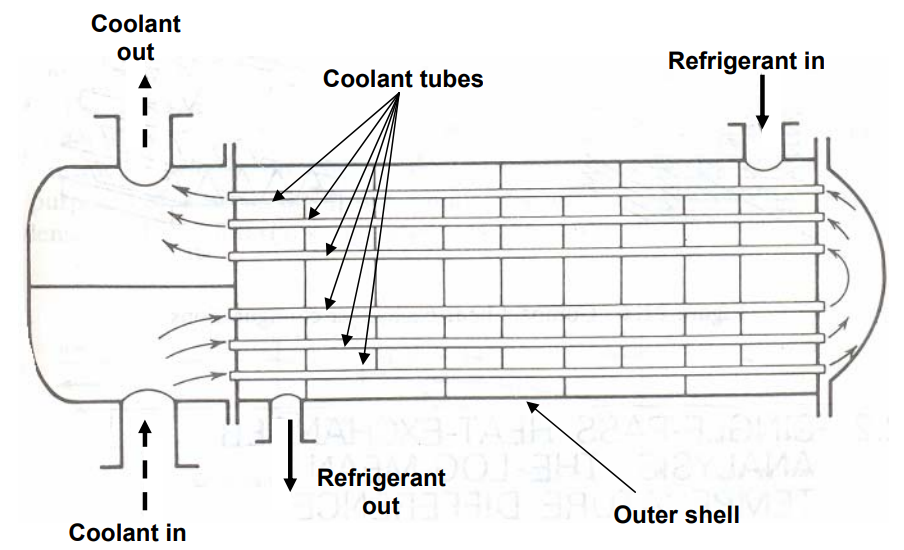 Coolant
out
Coolant tubes
Refrigerant in
Refrigerant
out
Outer shell
Coolant in